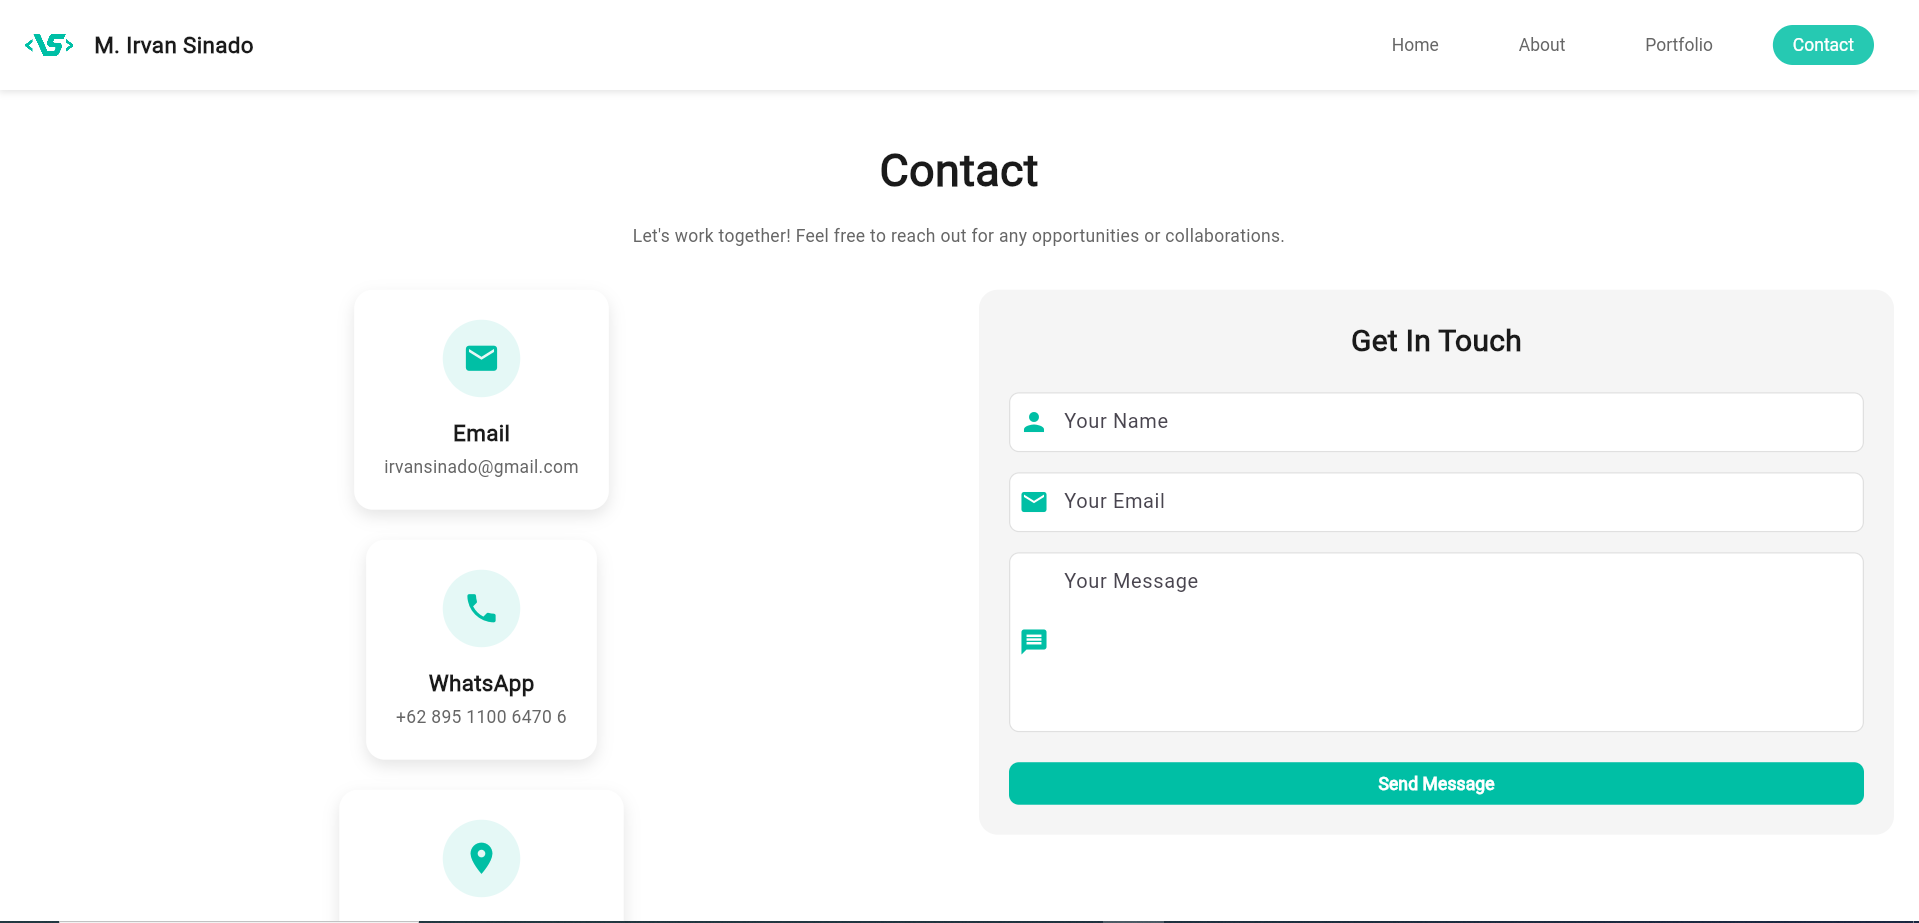 M. Irvan Sinado
Home
About
Portfolio
Contact
Contact
Let's work together! Feel free to reach out for any opportunities or collaborations.
Email
irvansinado@gmail.com
WhatsApp
+62 895 1100 6470 6
Get In Touch
Your Name
Your Email
Your Message
Send Message